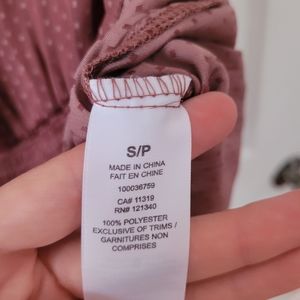 S/P
MADE IN CHINA
FAIT EN CHINE
100036759
CA# 11319
RN# 121340
100% POLYESTER
EXCLUSIVE OF TRIMS /
GARNITURES NON
COMPRISES